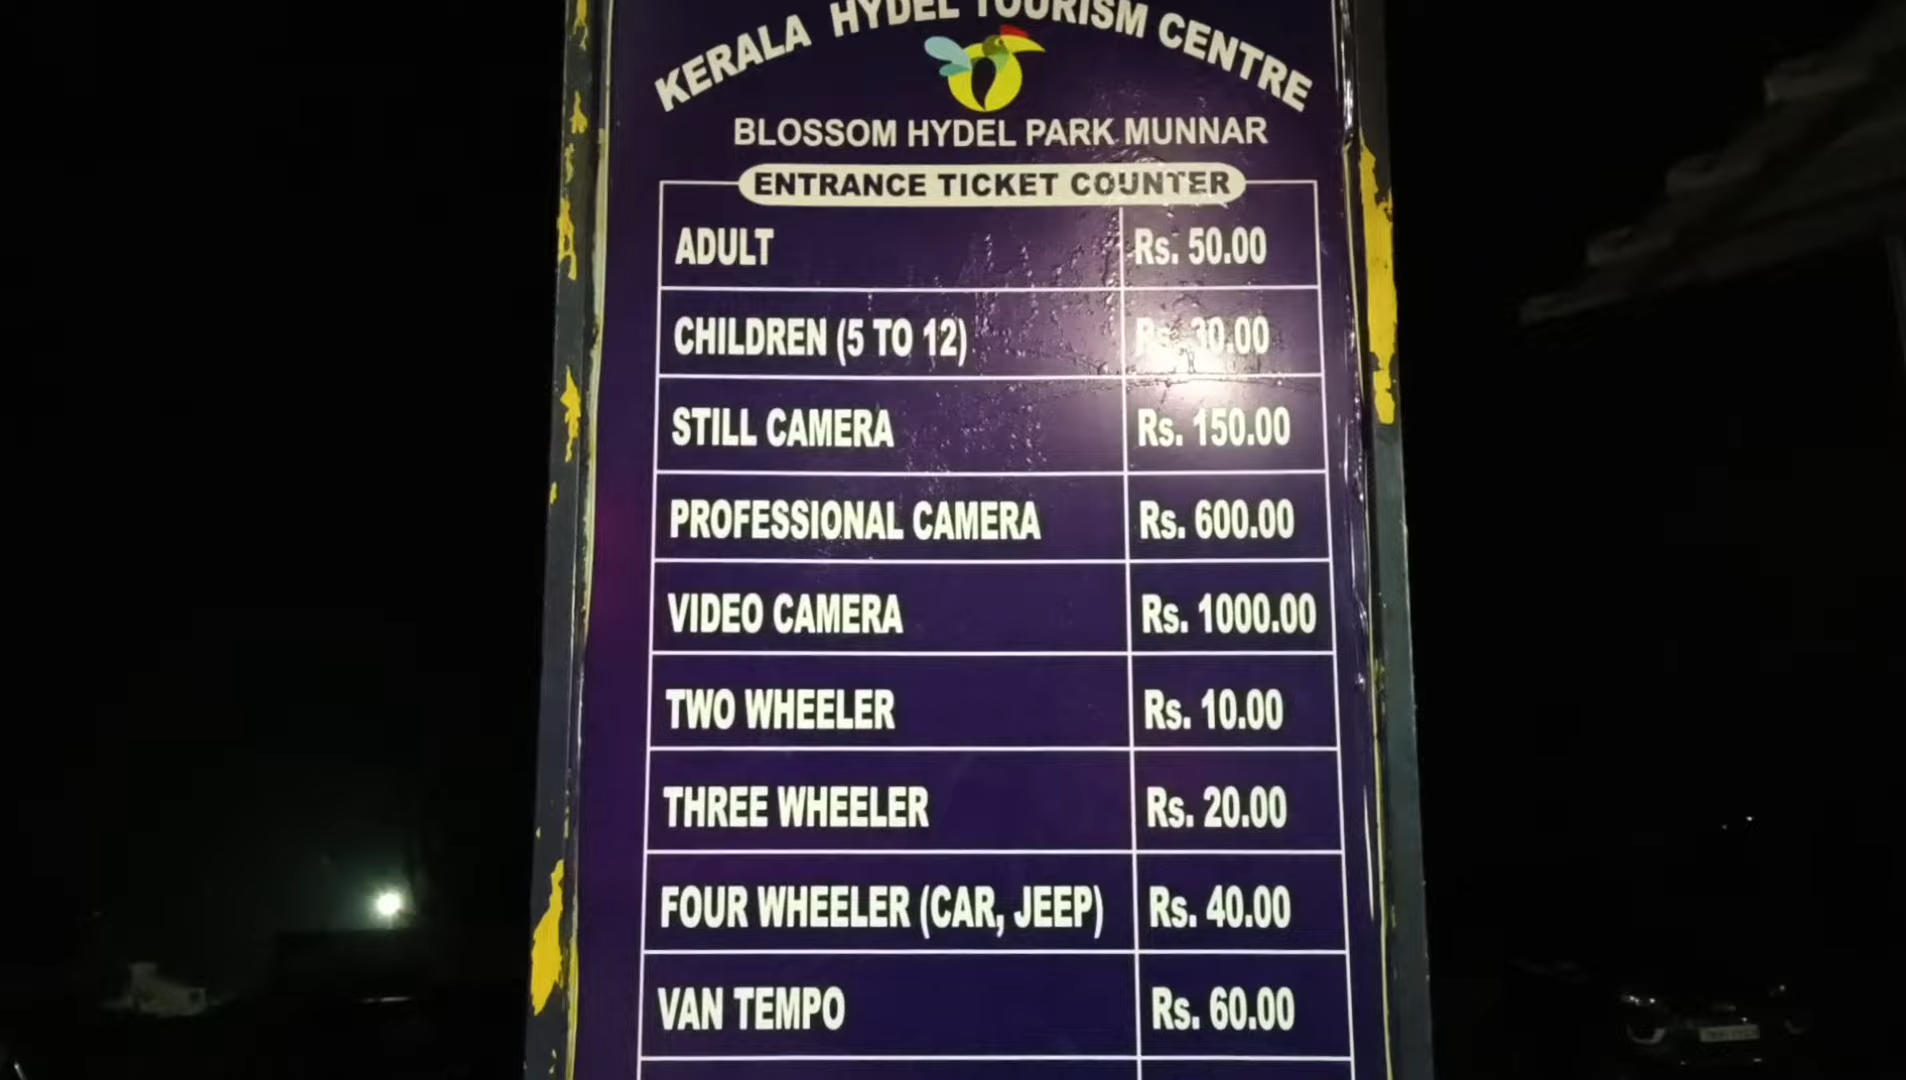 KERALA HYDEL TOURISM CENTRE
BLOSSOM HYDEL PARK MUNNAR
ENTRANCE TICKET COUNTER
ADULT Rs. 50.00
CHILDREN (5 TO 12) Rs. 30.00
STILL CAMERA Rs. 150.00
PROFESSIONAL CAMERA Rs. 600.00
VIDEO CAMERA Rs. 1000.00
TWO WHEELER Rs. 10.00
THREE WHEELER Rs. 20.00
FOUR WHEELER (CAR, JEEP) Rs. 40.00
VAN TEMPO Rs. 60.00